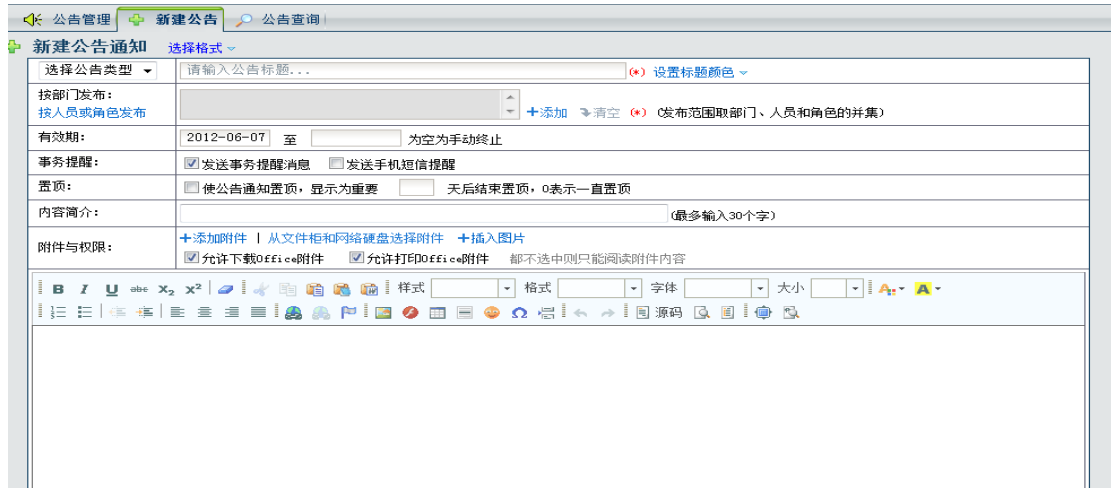 公告管理 新建公告 公告查询
新建公告通知 选择格式
选择公告类型 请输入公告标题... (*) 设置标题颜色
按部门发布:
按人员或角色发布 添加 清空 (*) (发布范围取部门、人员和角色的并集)
有效期: 2012-06-07 至 为空为手动终止
事务提醒: 发送事务提醒消息 发送手机短信提醒
置顶: 使公告通知置顶，显示为重要 天后结束置顶，0表示一直置顶
内容简介: (最多输入30个字)
附件与权限: 添加附件 | 从文件柜和网络硬盘选择附件 插入图片
允许下载Office附件 允许打印Office附件 都不选中则只能阅读附件内容
B I U abc X₂ X² 样式 格式 字体 大小 A A
源码